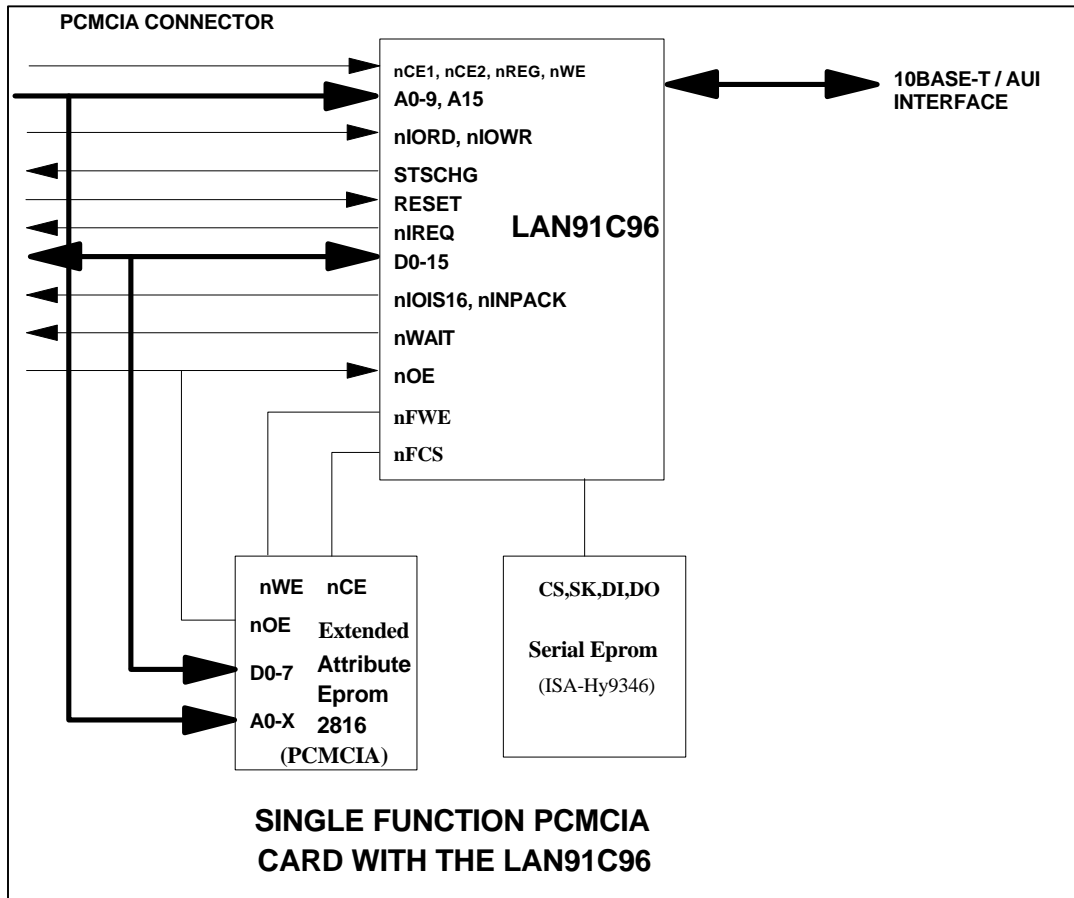 PCMCIA CONNECTOR
nCE1, nCE2, nREG, nWE
A0-9, A15
nIORD, nIOWR
STSCHG
RESET
nIREQ
D0-15
nIOIS16, nINPACK
nWAIT
nOE
nFWE
nFCS
LAN91C96
10BASE-T / AUI
INTERFACE
nWE nCE
nOE Extended
D0-7 Attribute
Eprom
A0-X 2816
(PCMCIA)
CS,SK,DI,DO
Serial Eprom
(ISA-Hy9346)
SINGLE FUNCTION PCMCIA
CARD WITH THE LAN91C96